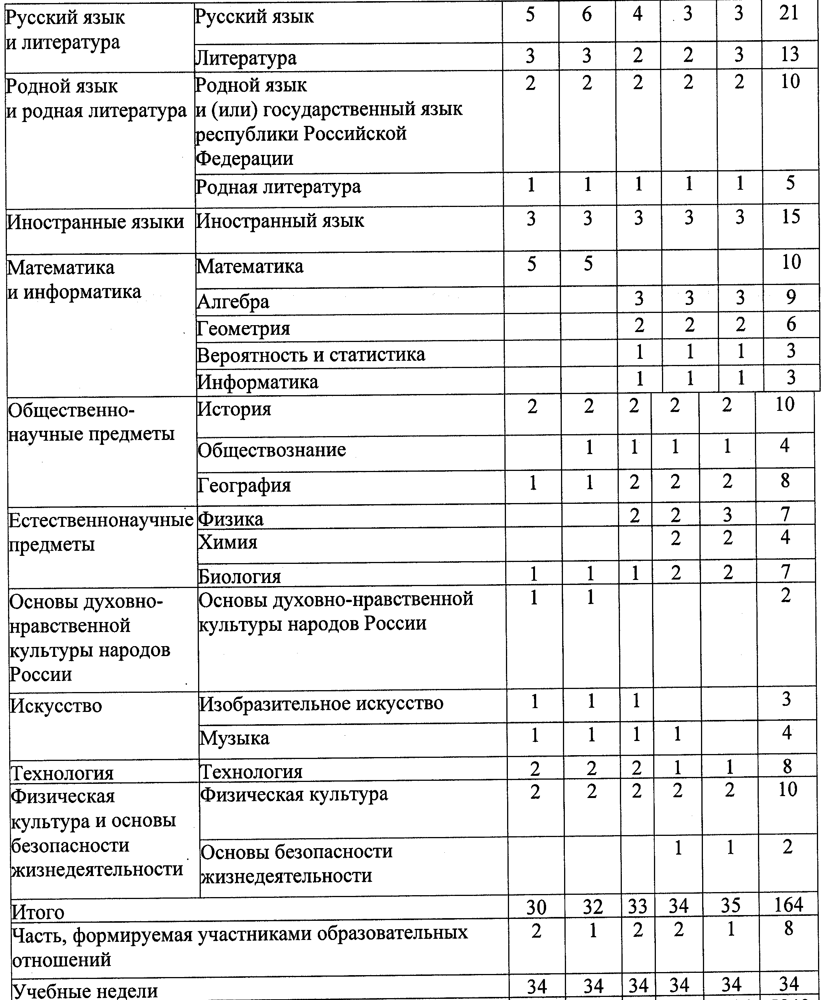 Русский язык Русский язык 5 6 4 3 3 21
и литература
Литература 3 3 2 2 3 13
Родной язык Родной язык 2 2 2 2 2 10
и родная литература и (или) государственный язык
республики Российской
Федерации
Родная литература 1 1 1 1 1 5
Иностранные языки Иностранный язык 3 3 3 3 3 15
Математика Математика 5 5 10
и информатика
Алгебра 3 3 3 9
Геометрия 2 2 2 6
Вероятность и статистика 1 1 1 3
Информатика 1 1 1 3
Общественно- История 2 2 2 2 2 10
научные предметы
Обществознание 1 1 1 1 4
География 1 1 2 2 2 8
Естественнонаучные Физика 2 2 3 7
предметы Химия 2 2 4
Биология 1 1 1 2 2 7
Основы духовно- Основы духовно-нравственной 1 1 2
нравственной культуры народов России
культуры народов
России
Искусство Изобразительное искусство 1 1 1 3
Музыка 1 1 1 1 4
Технология Технология 2 2 2 1 1 8
Физическая Физическая культура 2 2 2 2 2 10
культура и основы
безопасности Основы безопасности 1 1 2
жизнедеятельности жизнедеятельности
Итого 30 32 33 34 35 164
Часть, формируемая участниками образовательных 2 1 2 2 1 8
отношений
Учебные недели 34 34 34 34 34 34